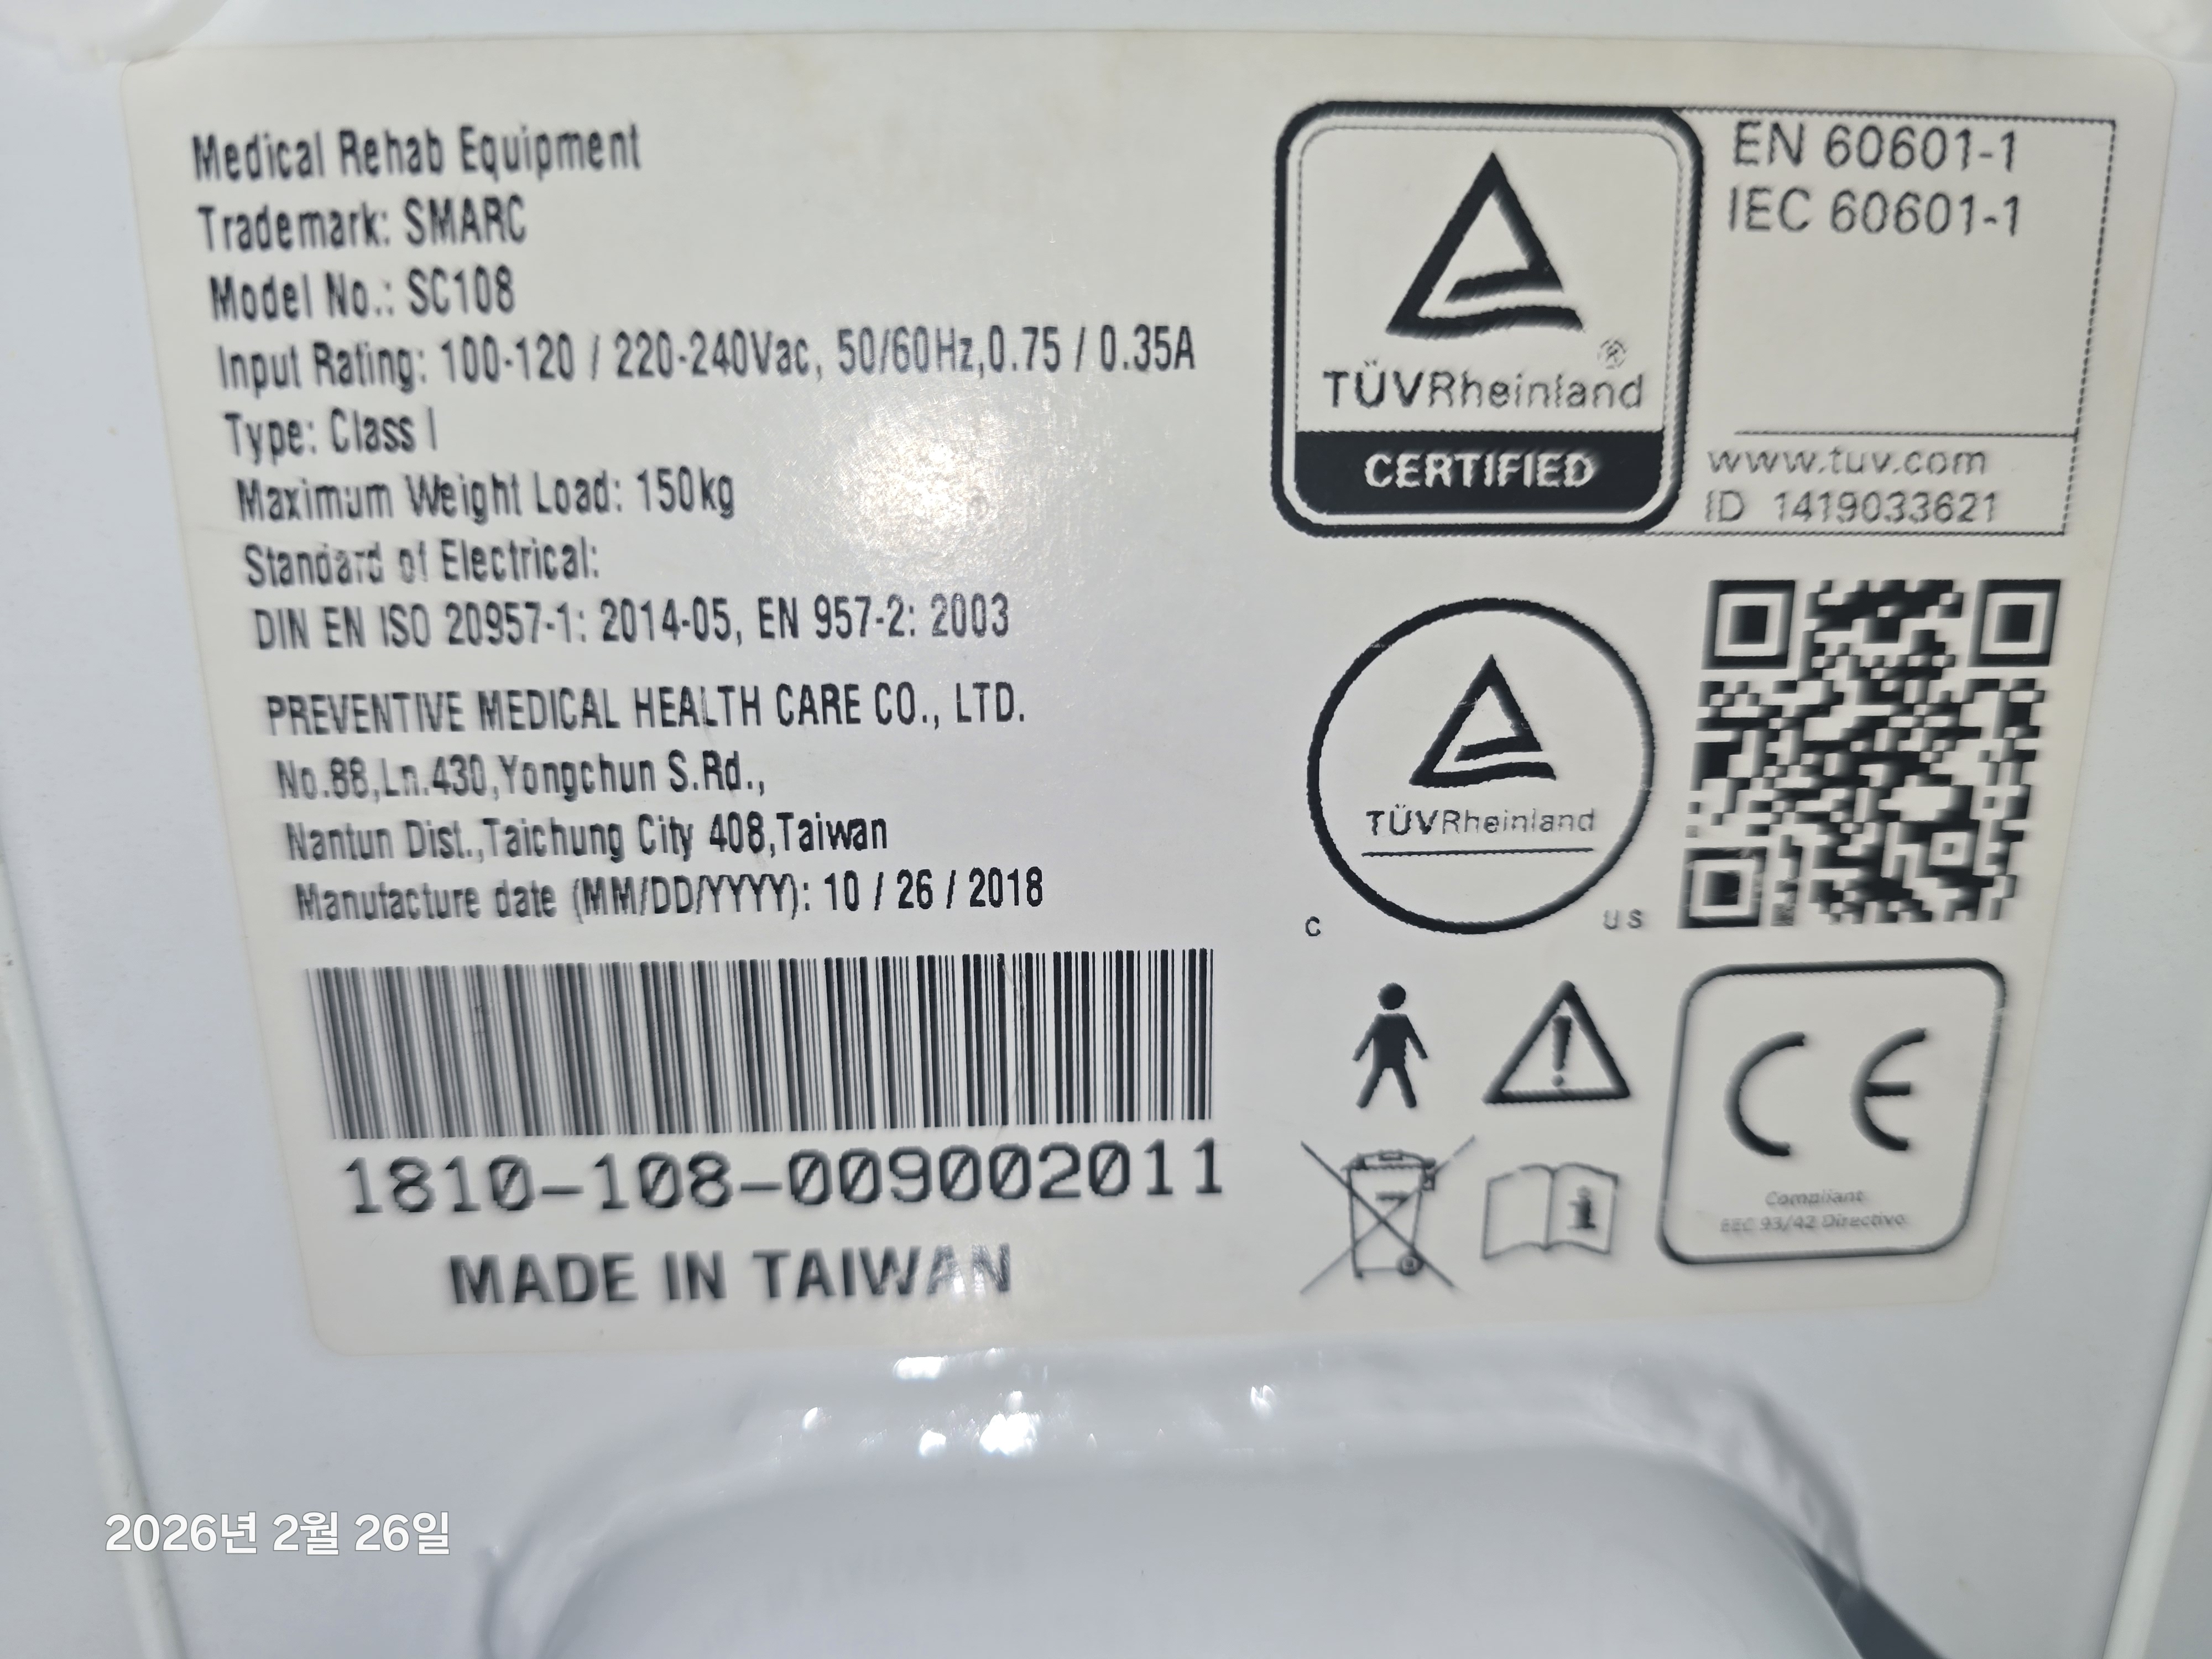 Medical Rehab Equipment
Trademark: SMARC
Model No.: SC108
Input Rating: 100-120 / 220-240Vac, 50/60Hz,0.75 / 0.35A
Type: Class I
Maximum Weight Load: 150kg
Standard of Electrical:
DIN EN ISO 20957-1: 2014-05, EN 957-2: 2003
PREVENTIVE MEDICAL HEALTH CARE CO., LTD.
No.88,Ln.430,Yongchun S.Rd.,
Nantun Dist.,Taichung City 408,Taiwan
Manufacture date (MM/DD/YYYY): 10 / 26 / 2018
1810-108-009002011
MADE IN TAIWAN
EN 60601-1
IEC 60601-1
TÜVRheinland®
CERTIFIED
www.tuv.com
ID 1419033621
TÜVRheinland
C US
CE
Compliant
EEC 93/42 Directive
2026년 2월 26일